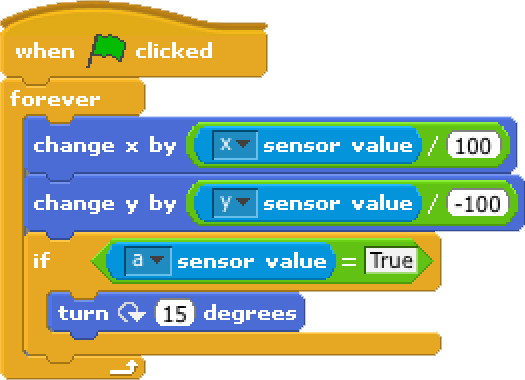 when clicked
forever
change x by x sensor value / 100
change y by y sensor value / -100
if a sensor value = True
turn 15 degrees